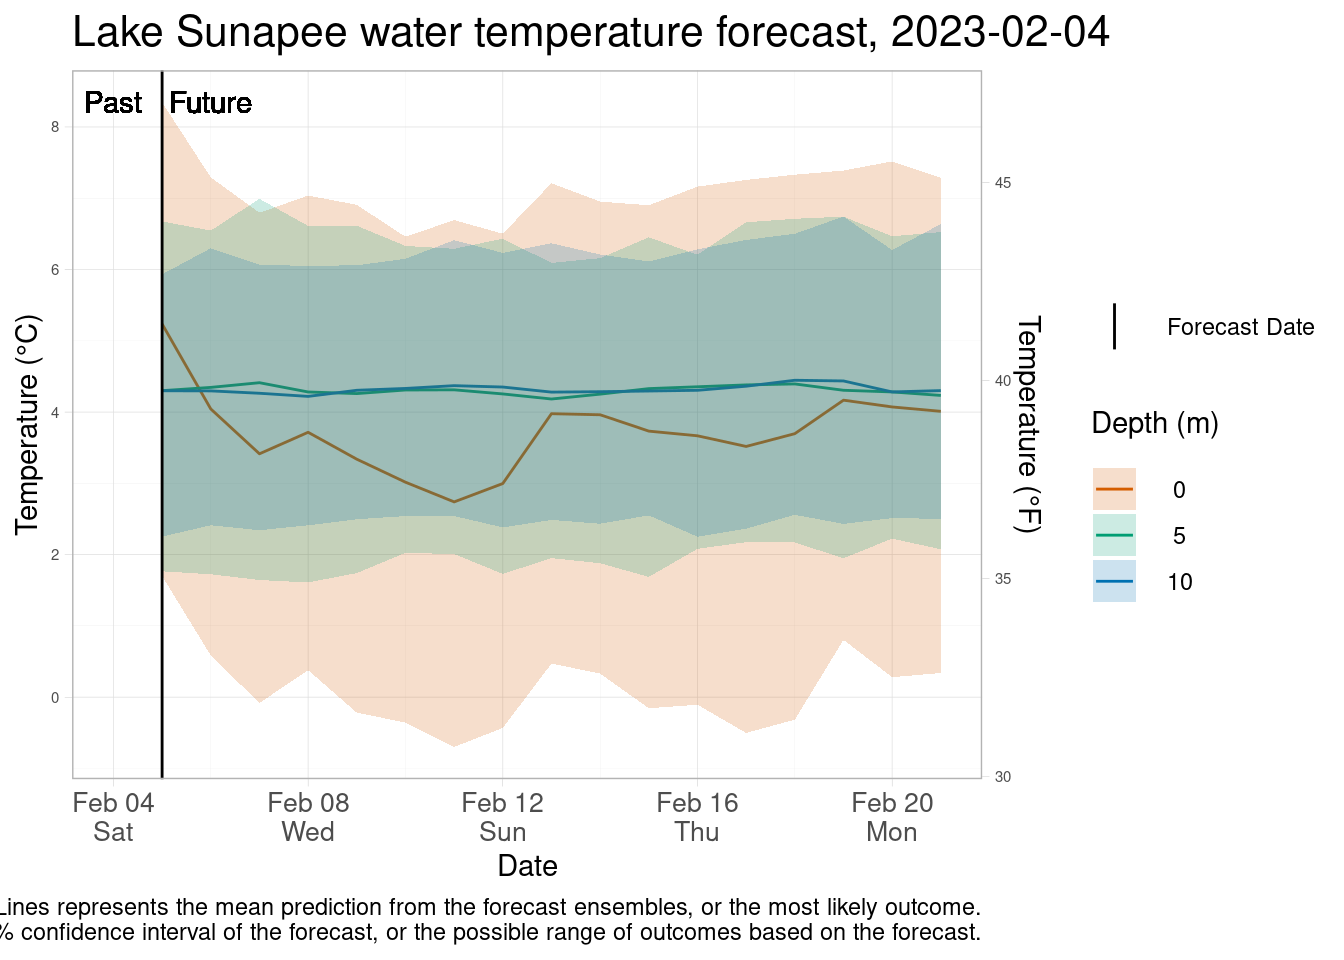 Lake Sunapee water temperature forecast, 2023-02-04
Past
Future
8
6
4
2
0
Temperature (°C)
45
40
35
30
Temperature (°F)
Feb 04
Sat
Feb 08
Wed
Feb 12
Sun
Feb 16
Thu
Feb 20
Mon
Date
Forecast Date
Depth (m)
0
5
10
Lines represents the mean prediction from the forecast ensembles, or the most likely outcome.
% confidence interval of the forecast, or the possible range of outcomes based on the forecast.